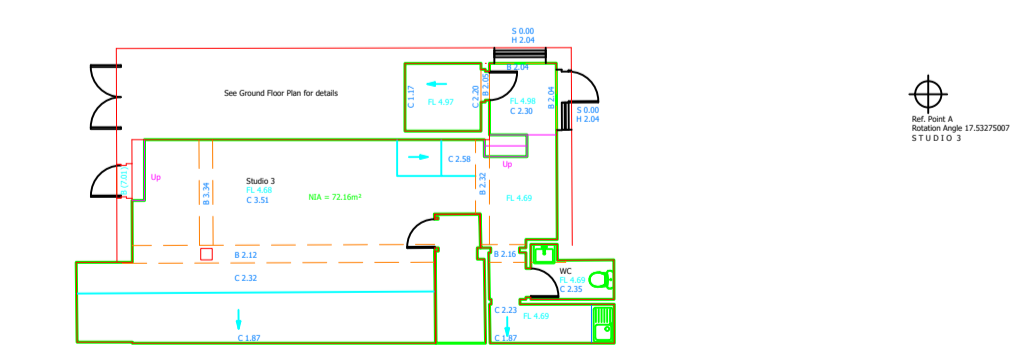 S 0.00
H 2.04
B 2.04
See Ground Floor Plan for details
C 1.17
FL 4.97
C 2.20
B 2.05
FL 4.98
C 2.30
B 2.04
S 0.00
H 2.04
Ref. Point A
Rotation Angle 17.53275007
STUDIO 3
B (7.01)
Up
B 3.34
Studio 3
FL 4.68
C 3.51
NIA = 72.16m²
C 2.58
B 2.32
Up
FL 4.69
B 2.12
B 2.16
C 2.32
WC
FL 4.69
C 2.35
C 2.23
FL 4.69
C 1.87
C 1.87